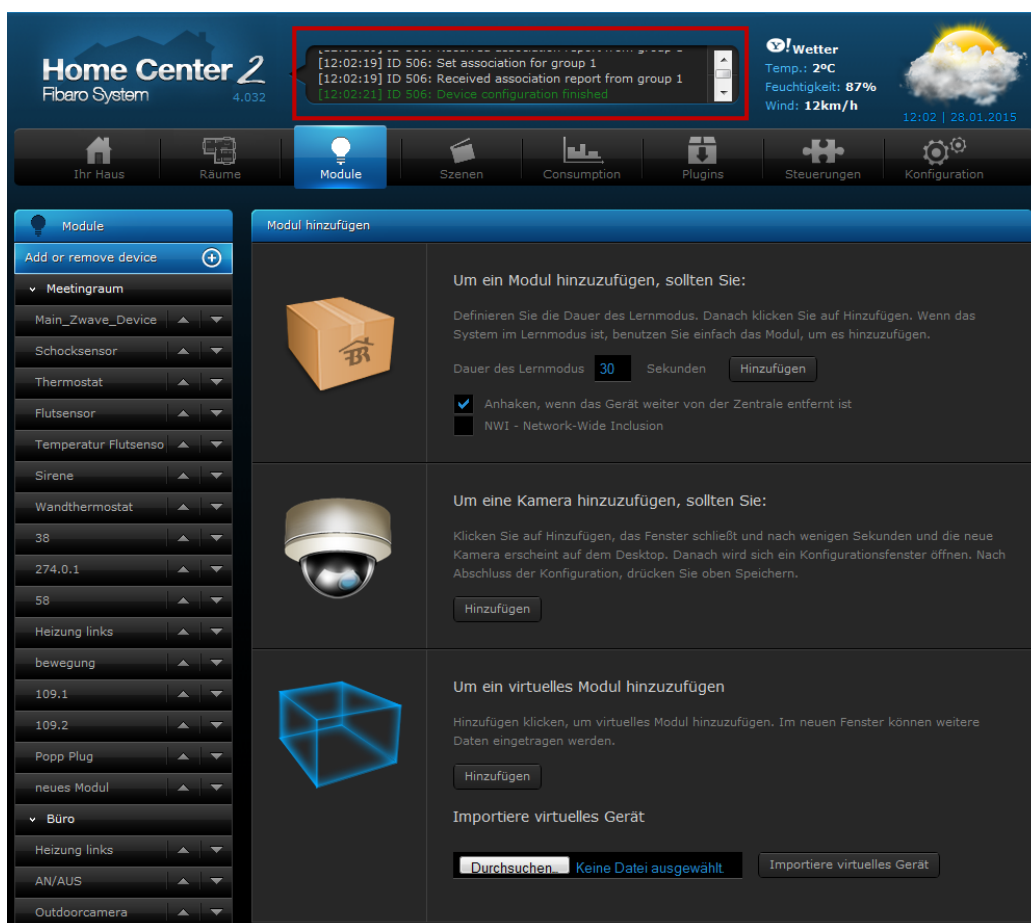 Home Center 2
Fibaro System 4.032
[12:02:19] ID 506: Received association report from group 1
[12:02:19] ID 506: Set association for group 1
[12:02:19] ID 506: Received association report from group 1
[12:02:21] ID 506: Device configuration finished
Y! Wetter
Temp.: 2ºC
Feuchtigkeit: 87%
Wind: 12km/h
12:02 | 28.01.2015
Ihr Haus
Räume
Module
Szenen
Consumption
Plugins
Steuerungen
Konfiguration
Module
Add or remove device
Meetingraum
Main_Zwave_Device
Schocksensor
Thermostat
Flutsensor
Temperatur Flutsenso
Sirene
Wandthermostat
38
274.0.1
58
Heizung links
bewegung
109.1
109.2
Popp Plug
neues Modul
Büro
Heizung links
AN/AUS
Outdoorcamera
Modul hinzufügen
Um ein Modul hinzuzufügen, sollten Sie:
Definieren Sie die Dauer des Lernmodus. Danach klicken Sie auf Hinzufügen. Wenn das
System im Lernmodus ist, benutzen Sie einfach das Modul, um es hinzuzufügen.
Dauer des Lernmodus 30 Sekunden Hinzufügen
Anhaken, wenn das Gerät weiter von der Zentrale entfernt ist
NWI - Network-Wide Inclusion
Um eine Kamera hinzuzufügen, sollten Sie:
Klicken Sie auf Hinzufügen, das Fenster schließt und nach wenigen Sekunden und die neue
Kamera erscheint auf dem Desktop. Danach wird sich ein Konfigurationsfenster öffnen. Nach
Abschluss der Konfiguration, drücken Sie oben Speichern.
Hinzufügen
Um ein virtuelles Modul hinzuzufügen
Hinzufügen klicken, um virtuelles Modul hinzuzufügen. Im neuen Fenster können weitere
Daten eingetragen werden.
Hinzufügen
Importiere virtuelles Gerät
Durchsuchen… Keine Datei ausgewählt. Importiere virtuelles Gerät